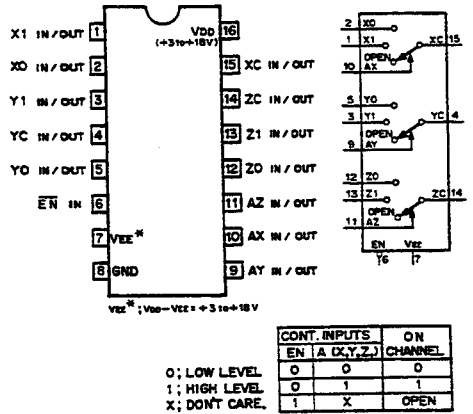 X1 IN/OUT 1
VDD 16
(+3to+18V)
X0 IN/OUT 2
15 XC IN/OUT
Y1 IN/OUT 3
14 ZC IN/OUT
YC IN/OUT 4
13 Z1 IN/OUT
Y0 IN/OUT 5
12 Z0 IN/OUT
EN IN 6
11 AZ IN/OUT
7 VEE*
10 AX IN/OUT
8 GND
9 AY IN/OUT
VEE*;VDD-VEE=+3to+18V
2 X0
1 X1
XC 15
OPEN
10 AX
5 Y0
3 Y1
YC 4
OPEN
9 AY
12 Z0
13 Z1
ZC 14
OPEN
11 AZ
EN VEE
6 7
0; LOW LEVEL
1; HIGH LEVEL
X; DON'T CARE.
CONT. INPUTS ON CHANNEL
EN A (X,Y,Z,)
0 0 0
0 1 1
1 X OPEN